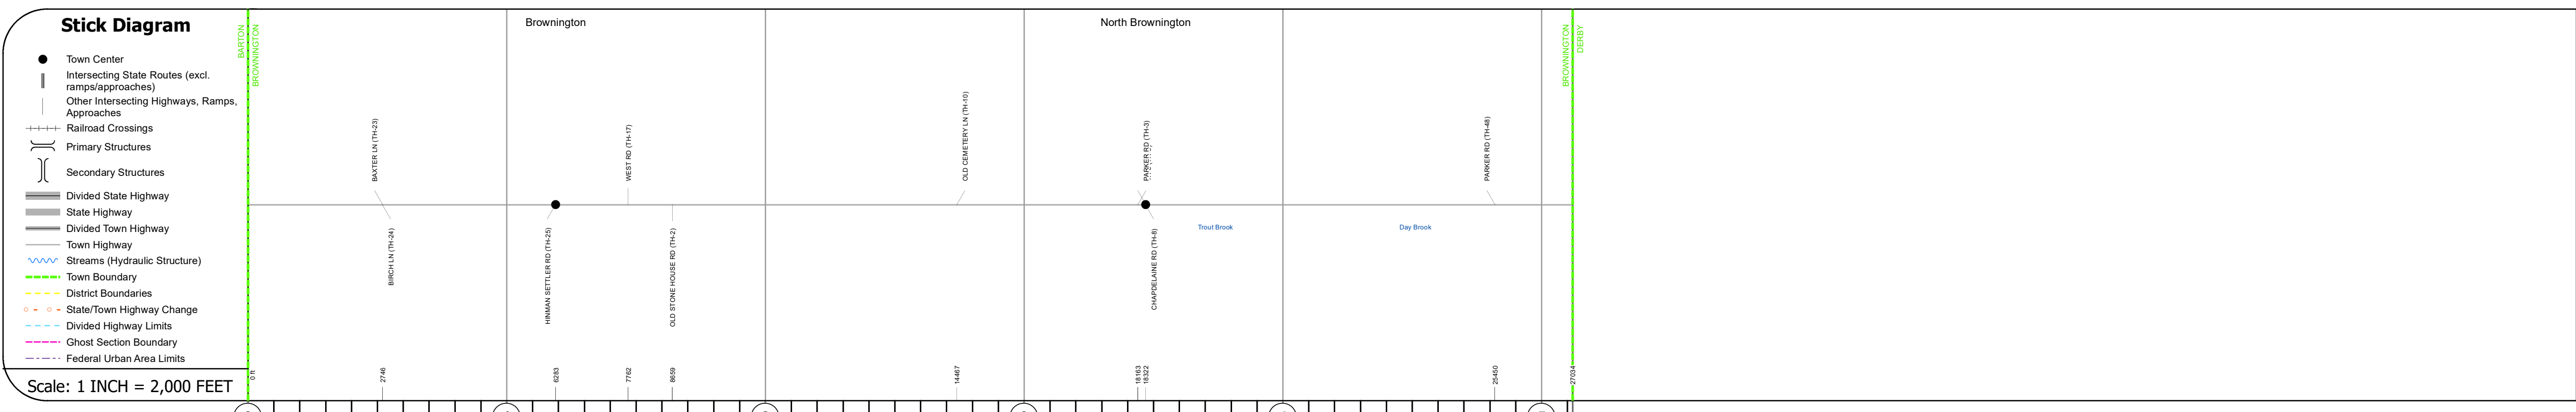 Stick Diagram
Town Center
Intersecting State Routes (excl.
ramps/approaches)
Other Intersecting Highways, Ramps,
Approaches
Railroad Crossings
Primary Structures
Secondary Structures
Divided State Highway
State Highway
Divided Town Highway
Town Highway
Streams (Hydraulic Structure)
Town Boundary
District Boundaries
State/Town Highway Change
Divided Highway Limits
Ghost Section Boundary
Federal Urban Area Limits
Scale: 1 INCH = 2,000 FEET
BARTON
BROWNINGTON
Brownington
North Brownington
BROWNINGTON
DERBY
BAXTER LN (TH-23)
WEST RD (TH-17)
OLD CEMETERY LN (TH-10)
PARKER RD (TH-3)
PARKER RD (TH-48)
BIRCH LN (TH-24)
HINMAN SETTLER RD (TH-25)
OLD STONE HOUSE RD (TH-2)
CHAPDELAINE RD (TH-8)
Trout Brook
Day Brook
0 ft
2746
6283
7762
8659
14467
18163
18322
25450
27034